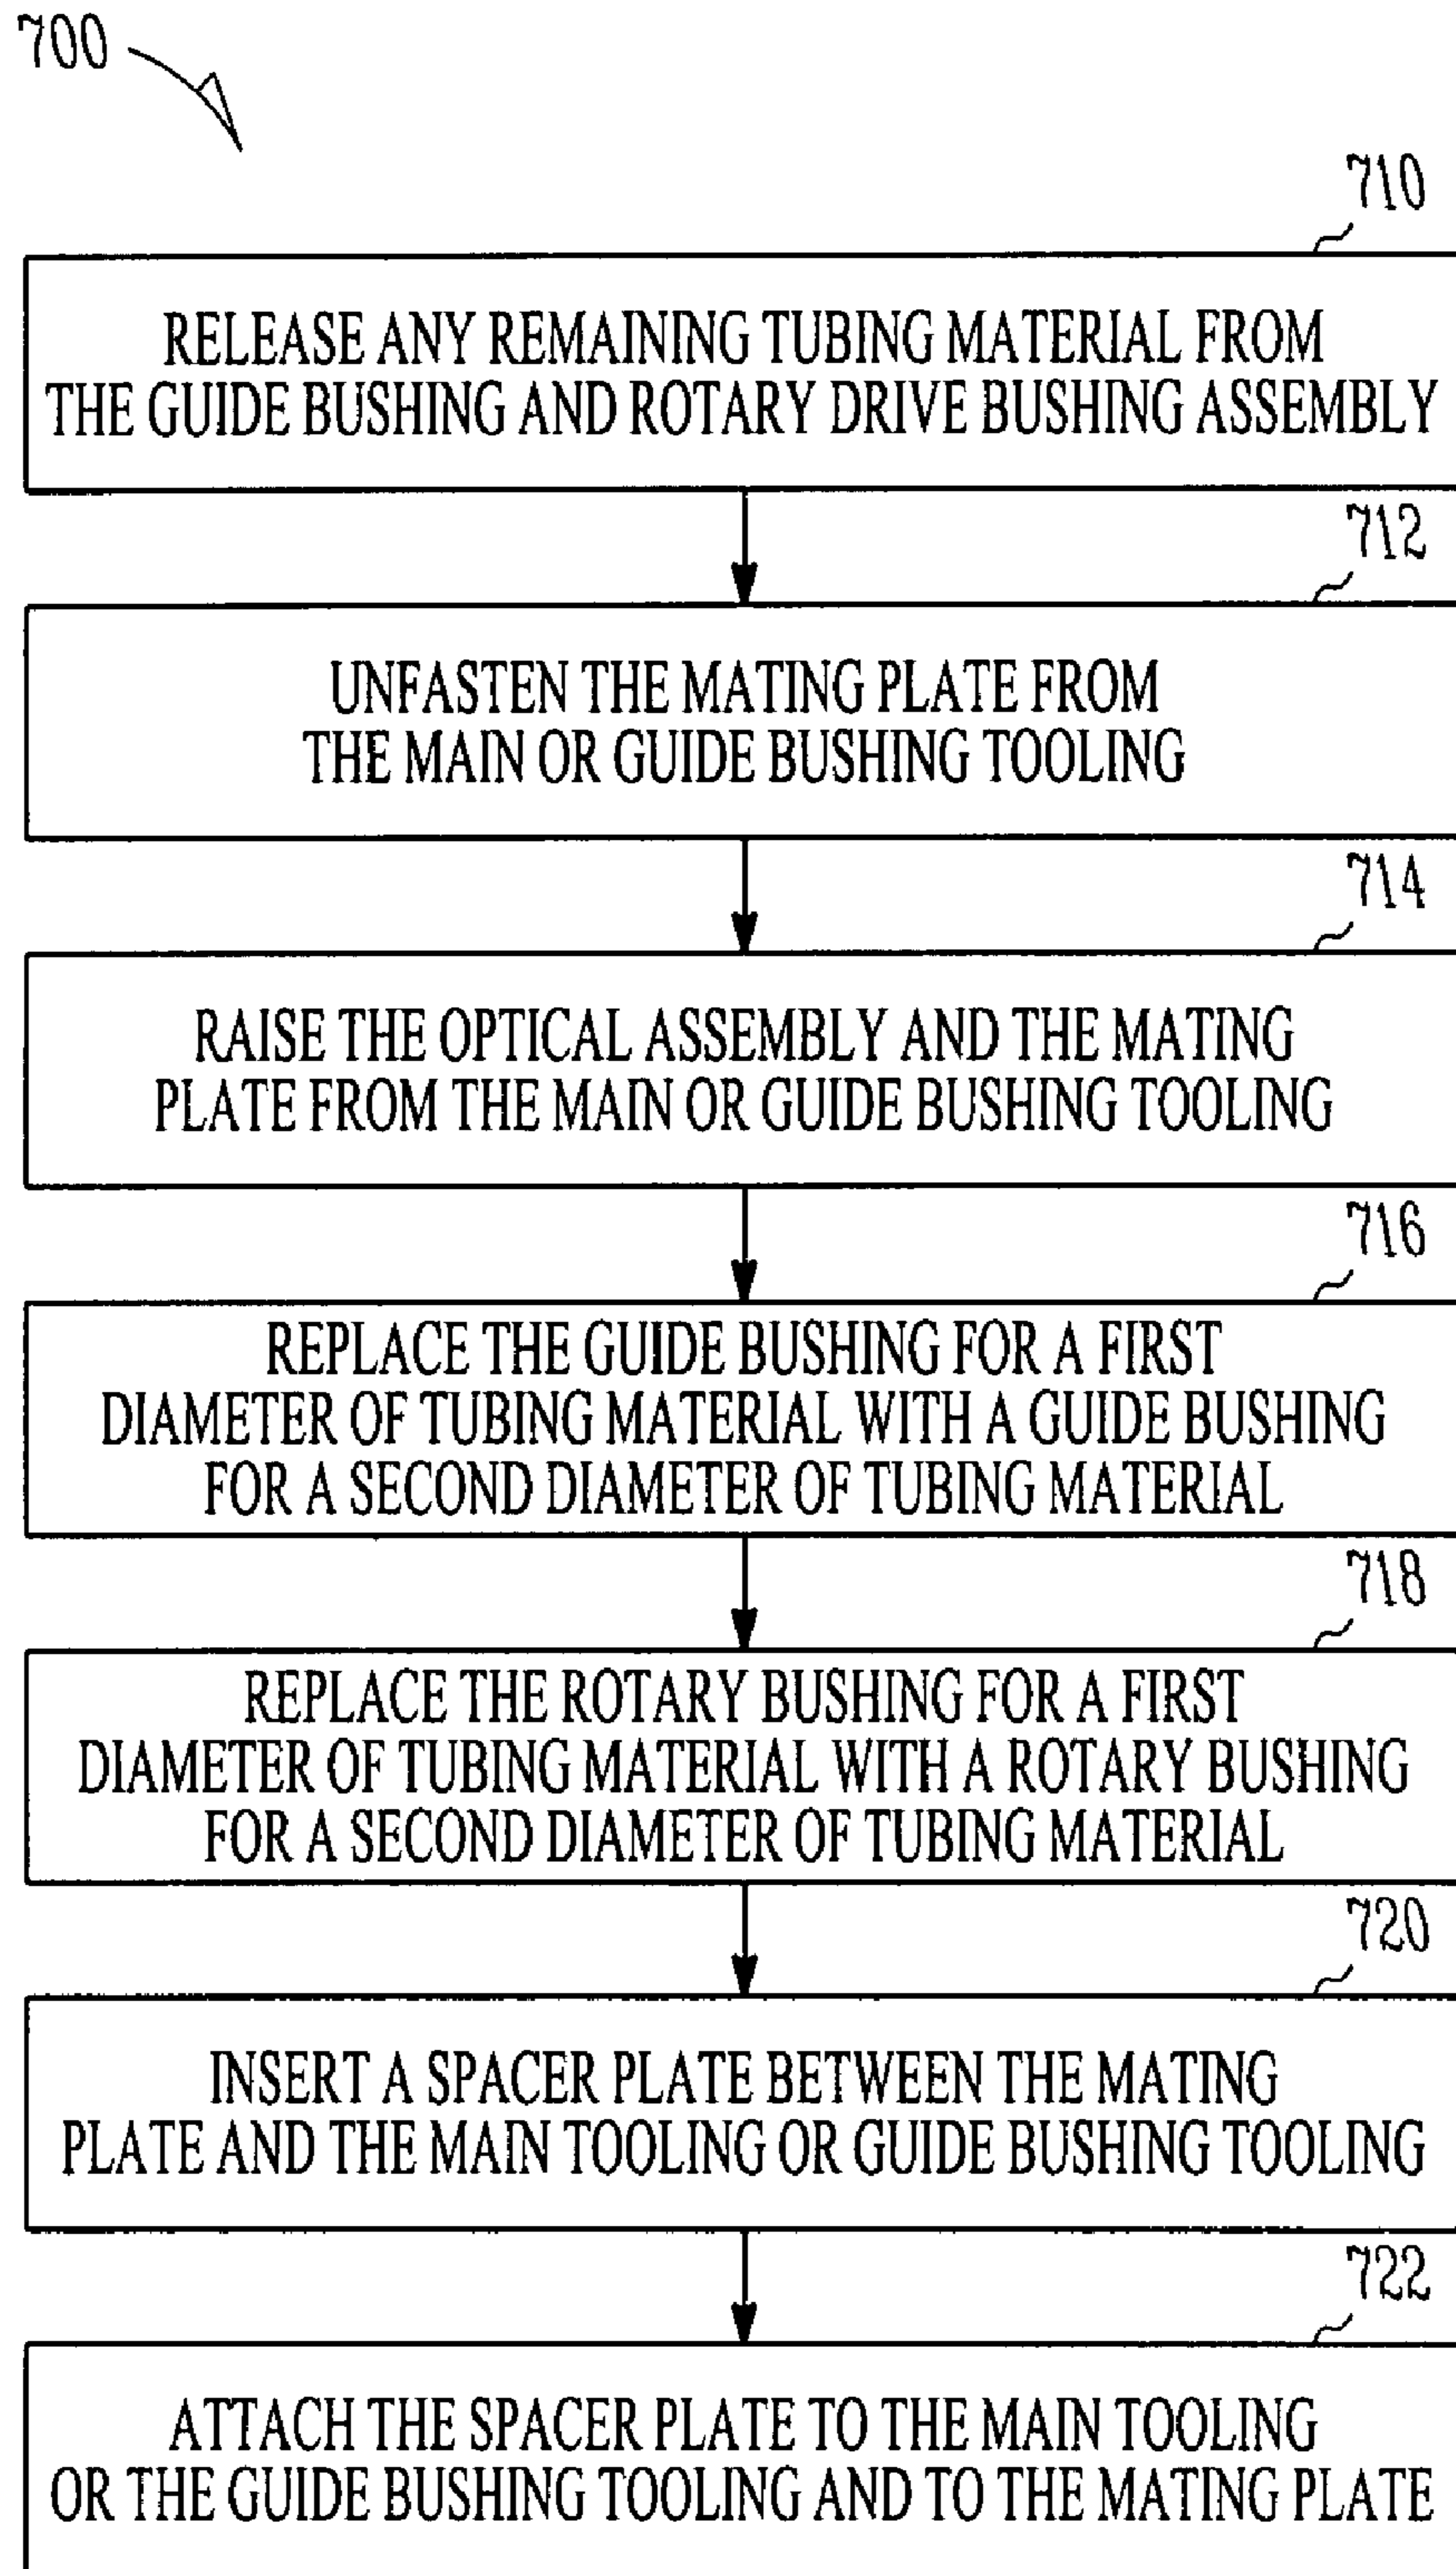 700
710
RELEASE ANY REMAINING TUBING MATERIAL FROM
THE GUIDE BUSHING AND ROTARY DRIVE BUSHING ASSEMBLY
712
UNFASTEN THE MATING PLATE FROM
THE MAIN OR GUIDE BUSHING TOOLING
714
RAISE THE OPTICAL ASSEMBLY AND THE MATING
PLATE FROM THE MAIN OR GUIDE BUSHING TOOLING
716
REPLACE THE GUIDE BUSHING FOR A FIRST
DIAMETER OF TUBING MATERIAL WITH A GUIDE BUSHING
FOR A SECOND DIAMETER OF TUBING MATERIAL
718
REPLACE THE ROTARY BUSHING FOR A FIRST
DIAMETER OF TUBING MATERIAL WITH A ROTARY BUSHING
FOR A SECOND DIAMETER OF TUBING MATERIAL
720
INSERT A SPACER PLATE BETWEEN THE MATING
PLATE AND THE MAIN TOOLING OR GUIDE BUSHING TOOLING
722
ATTACH THE SPACER PLATE TO THE MAIN TOOLING
OR THE GUIDE BUSHING TOOLING AND TO THE MATING PLATE